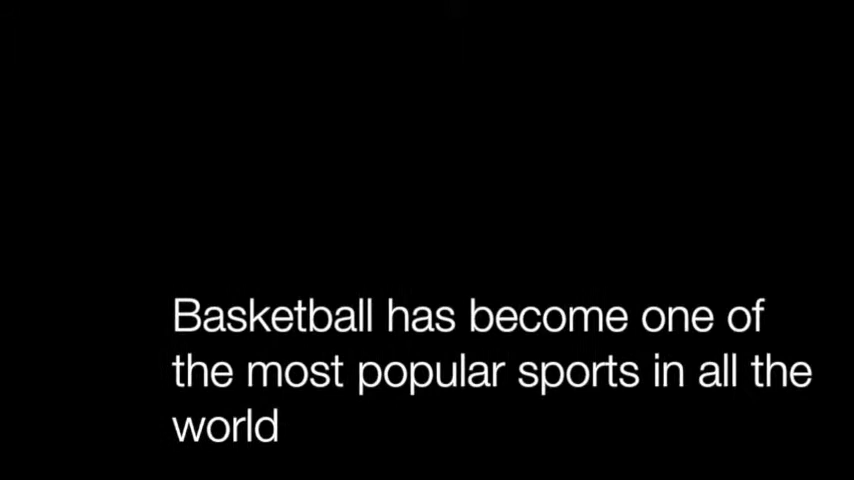 Basketball has become one of
the most popular sports in all the
world